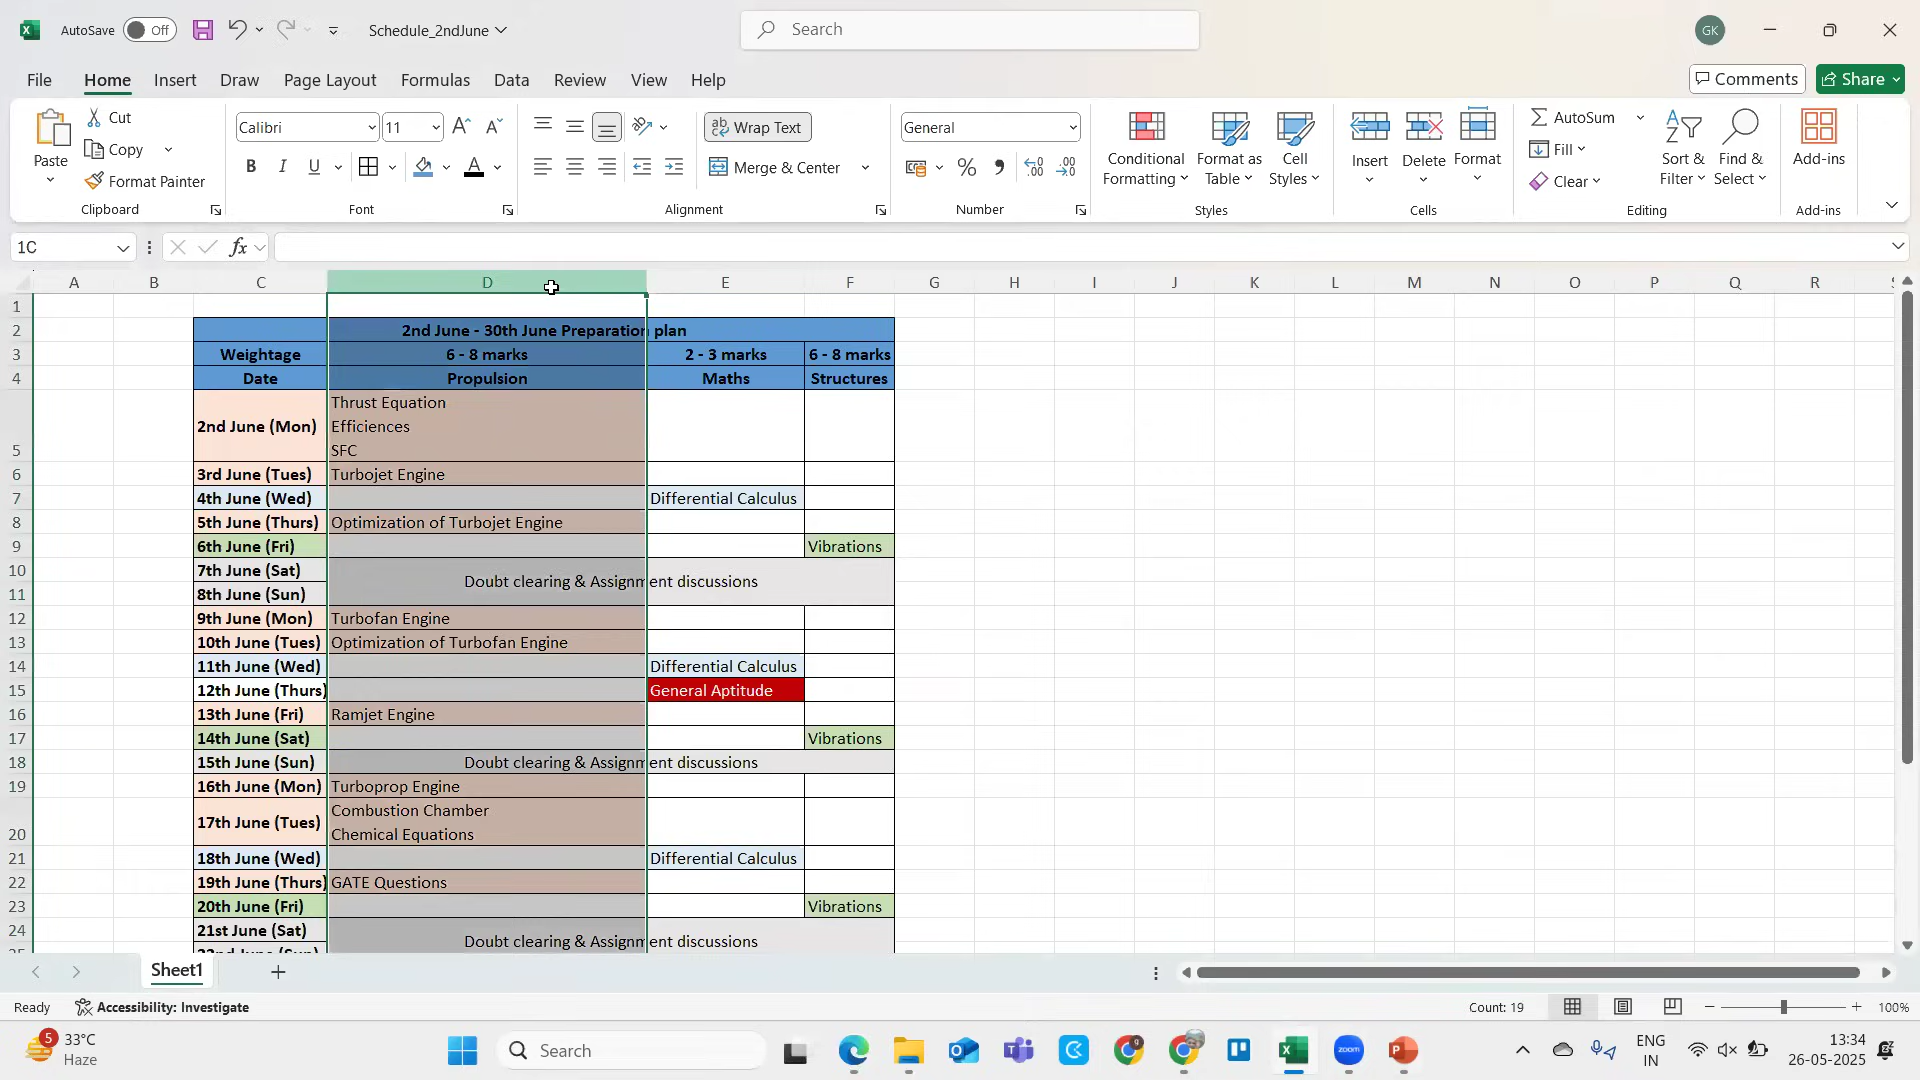 AutoSave Off Schedule_2ndJune Search GK
File Home Insert Draw Page Layout Formulas Data Review View Help Comments Share
Paste Cut Copy Format Painter Clipboard
Calibri 11 B I U A Font
ab Wrap Text Merge & Center Alignment
General % Number
Conditional Formatting Format as Table Cell Styles Styles
Insert Delete Format Cells
AutoSum Fill Clear Sort & Filter Find & Select Editing
Add-ins Add-ins
1C fx
A B C D E F G H I J K L M N O P Q R
1
2 2nd June - 30th June Preparation plan
3 Weightage 6 - 8 marks 2 - 3 marks 6 - 8 marks
4 Date Propulsion Maths Structures
Thrust Equation
2nd June (Mon) Efficiences
5 SFC
6 3rd June (Tues) Turbojet Engine
7 4th June (Wed) Differential Calculus
8 5th June (Thurs) Optimization of Turbojet Engine
9 6th June (Fri) Vibrations
10 7th June (Sat) Doubt clearing & Assignment discussions
11 8th June (Sun)
12 9th June (Mon) Turbofan Engine
13 10th June (Tues) Optimization of Turbofan Engine
14 11th June (Wed) Differential Calculus
15 12th June (Thurs) General Aptitude
16 13th June (Fri) Ramjet Engine
17 14th June (Sat) Vibrations
18 15th June (Sun) Doubt clearing & Assignment discussions
19 16th June (Mon) Turboprop Engine
17th June (Tues) Combustion Chamber
20 Chemical Equations
21 18th June (Wed) Differential Calculus
22 19th June (Thurs) GATE Questions
23 20th June (Fri) Vibrations
24 21st June (Sat) Doubt clearing & Assignment discussions
Sheet1
Ready Accessibility: Investigate Count: 19 100%
5 33°C Haze Search 9 zoom ENG IN 13:34 26-05-2025